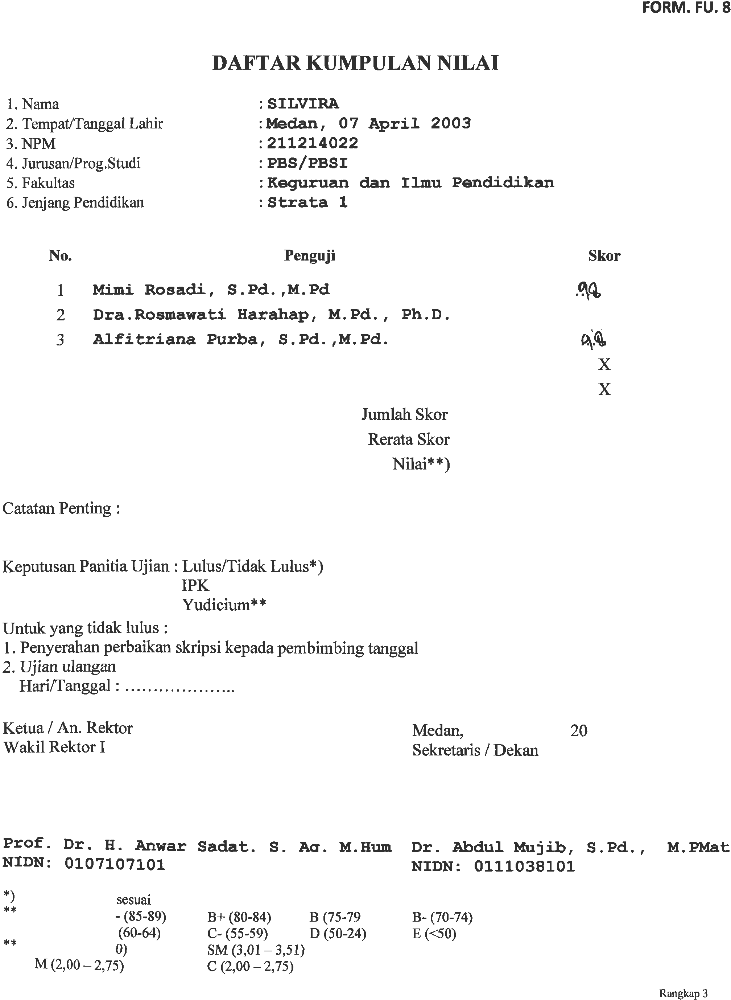 FORM. FU. 8
DAFTAR KUMPULAN NILAI
1. Nama : SILVIRA
2. Tempat/Tanggal Lahir : Medan, 07 April 2003
3. NPM : 211214022
4. Jurusan/Prog.Studi : PBS/PBSI
5. Fakultas : Keguruan dan Ilmu Pendidikan
6. Jenjang Pendidikan : Strata 1
No. Penguji Skor
1 Mimi Rosadi, S.Pd.,M.Pd 98
2 Dra.Rosmawati Harahap, M.Pd., Ph.D.
3 Alfitriana Purba, S.Pd.,M.Pd. 98
X
X
Jumlah Skor
Rerata Skor
Nilai**)
Catatan Penting :
Keputusan Panitia Ujian : Lulus/Tidak Lulus*)
IPK
Yudicium**
Untuk yang tidak lulus :
1. Penyerahan perbaikan skripsi kepada pembimbing tanggal
2. Ujian ulangan
Hari/Tanggal : ....................
Ketua / An. Rektor
Wakil Rektor I
Medan, 20
Sekretaris / Dekan
Prof. Dr. H. Anwar Sadat. S. Ag. M.Hum Dr. Abdul Mujib, S.Pd., M.PMat
NIDN: 0107107101 NIDN: 0111038101
*) sesuai
** - (85-89) B+ (80-84) B (75-79 B- (70-74)
(60-64) C- (55-59) D (50-24) E (<50)
** 0) SM (3,01 – 3,51)
M (2,00 – 2,75) C (2,00 – 2,75)
Rangkap 3